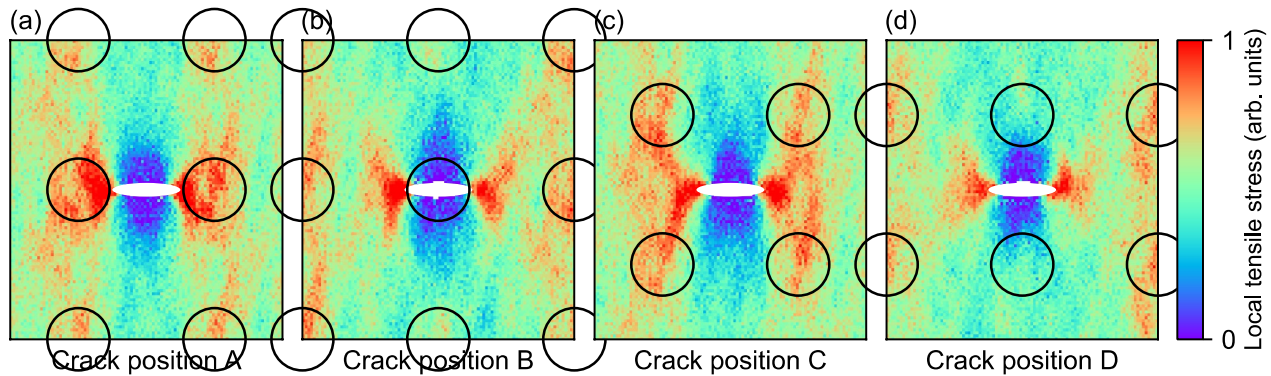 (a)
(b)
(c)
(d)
1
0
Local tensile stress (arb. units)
Crack position A
Crack position B
Crack position C
Crack position D